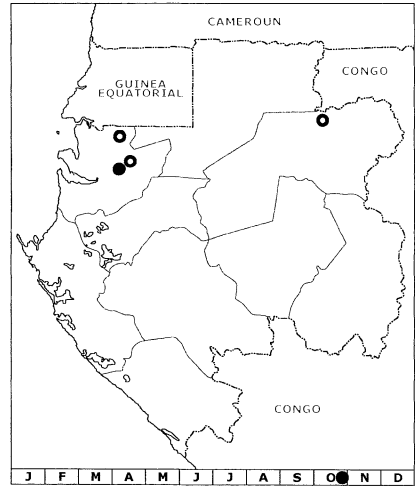 CAMEROUN
CONGO
GUINEA
EQUATORIAL
CONGO
J F M A M J J A S O N D